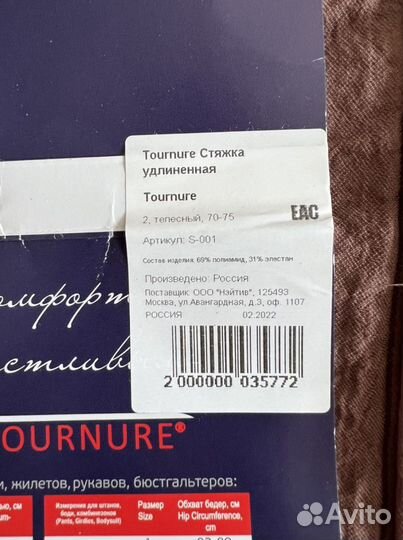 Tournure Стяжка
удлиненная
Tournure
2, телесный, 70-75
EAC
Артикул: S-001
Состав изделия: 69% полиамид, 31% эластан
Произведено: Россия
Поставщик: ООО "Нэйтив", 125493
Москва, ул Авангардная, д.3, оф. 1107
РОССИЯ 02.2022
2 000000 035772
омфорт
стливо
TOURNURE®
и, жилетов, рукавов, бюстгальтеров:
Измерения для штанов, боди, комбинезонов
(Pants, Girdles, Bodysuit)
Размер
Size
Обхват бедер, см
Hip Circumference,
cm
Avito